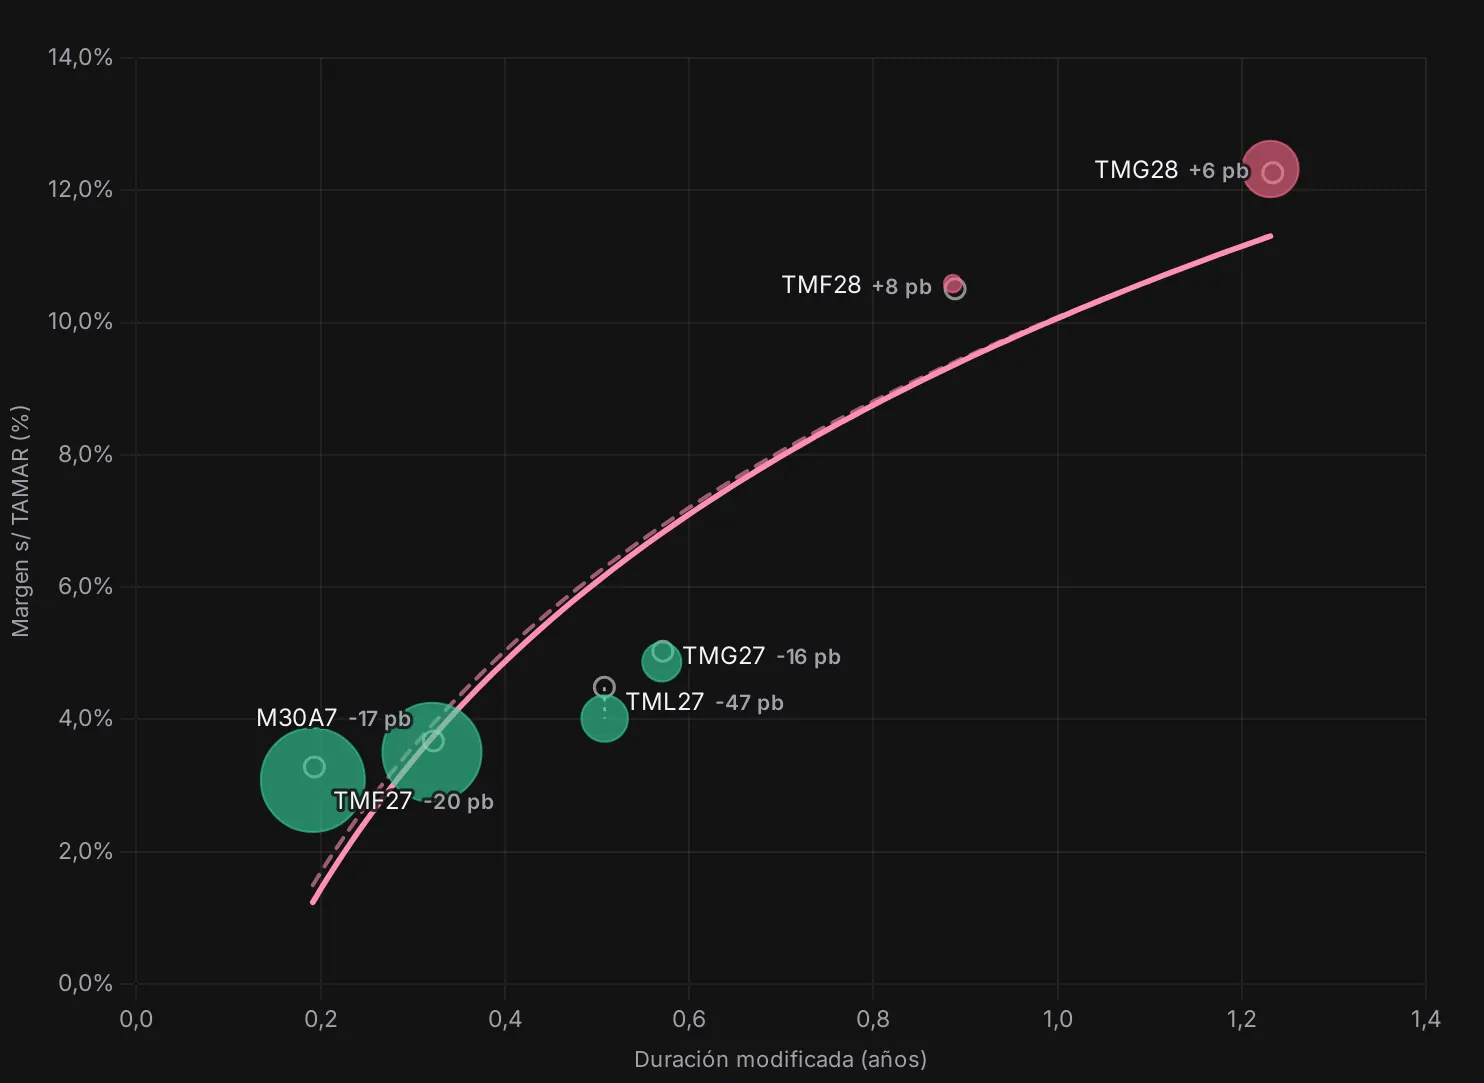 14,0%
12,0%
10,0%
8,0%
6,0%
4,0%
2,0%
0,0%
Margen s/ TAMAR (%)
TMG28 +6 pb
TMF28 +8 pb
TMG27 -16 pb
TML27 -47 pb
M30A7 -17 pb
TMF27 -20 pb
0,0 0,2 0,4 0,6 0,8 1,0 1,2 1,4
Duración modificada (años)